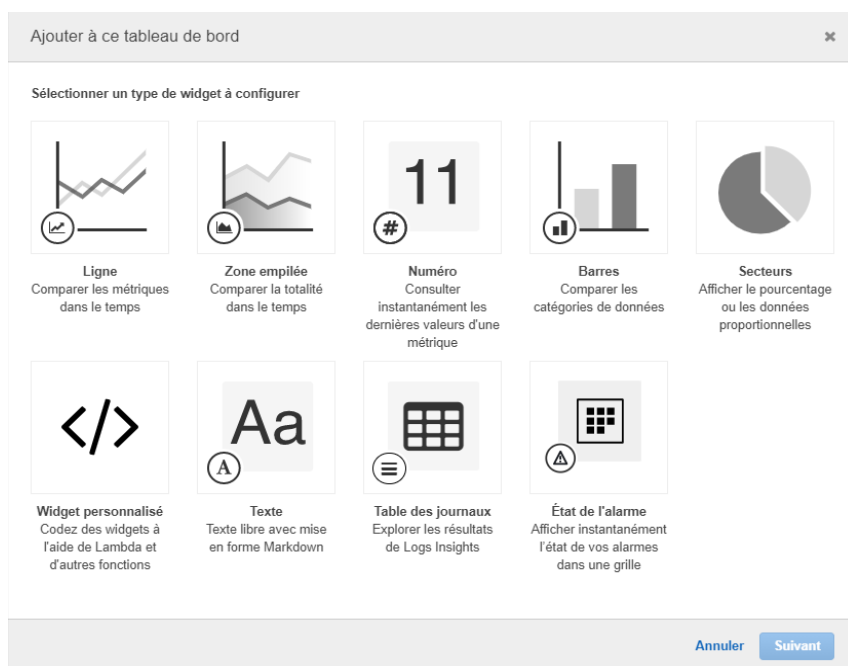 Ajouter à ce tableau de bord
Sélectionner un type de widget à configurer
11
#
Ligne
Comparer les métriques
dans le temps
Zone empilée
Comparer la totalité
dans le temps
Numéro
Consulter
instantanément les
dernières valeurs d'une
métrique
Barres
Comparer les
catégories de données
Secteurs
Afficher le pourcentage
ou les données
proportionnelles
</>
Aa
A
Widget personnalisé
Codez des widgets à
l'aide de Lambda et
d'autres fonctions
Texte
Texte libre avec mise
en forme Markdown
Table des journaux
Explorer les résultats
de Logs Insights
État de l'alarme
Afficher instantanément
l'état de vos alarmes
dans une grille
Annuler
Suivant